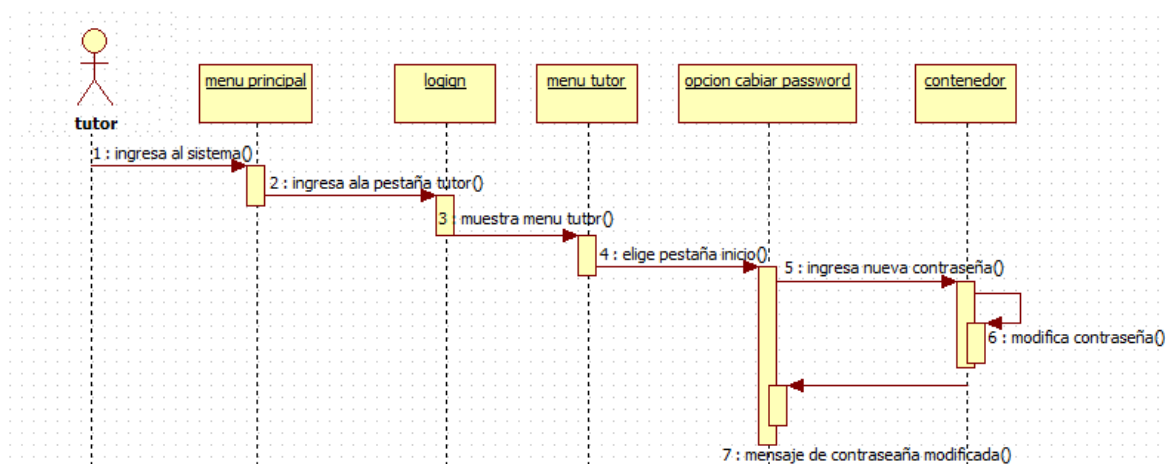 menu principal
logign
menu tutor
opcion cabiar password
contenedor
tutor
1 : ingresa al sistema()
2 : ingresa ala pestaña tutor()
3 : muestra menu tutor()
4 : elige pestaña inicio()
5 : ingresa nueva contraseña()
6 : modifica contraseña()
7 : mensaje de contraseaña modificada()